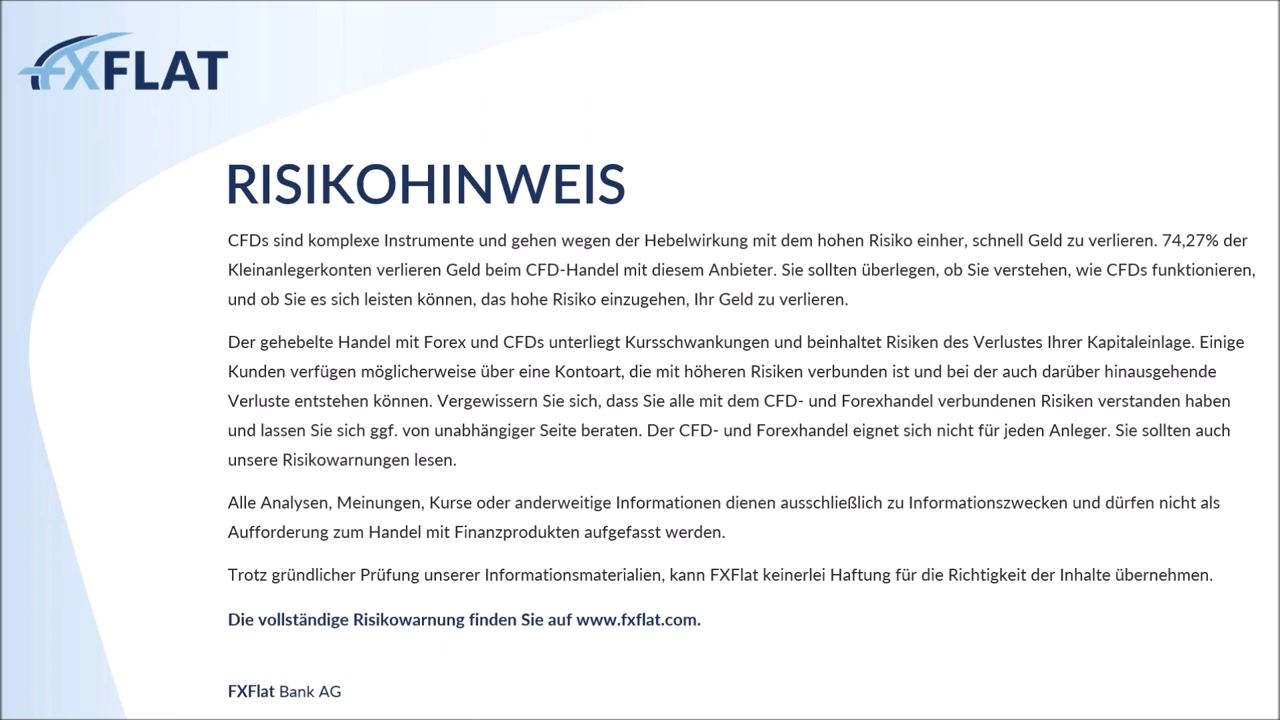 FXFLAT
RISIKOHINWEIS
CFDs sind komplexe Instrumente und gehen wegen der Hebelwirkung mit dem hohen Risiko einher, schnell Geld zu verlieren. 74,27% der
Kleinanlegerkonten verlieren Geld beim CFD-Handel mit diesem Anbieter. Sie sollten überlegen, ob Sie verstehen, wie CFDs funktionieren,
und ob Sie es sich leisten können, das hohe Risiko einzugehen, Ihr Geld zu verlieren.
Der gehebelte Handel mit Forex und CFDs unterliegt Kursschwankungen und beinhaltet Risiken des Verlustes Ihrer Kapitaleinlage. Einige
Kunden verfügen möglicherweise über eine Kontoart, die mit höheren Risiken verbunden ist und bei der auch darüber hinausgehende
Verluste entstehen können. Vergewissern Sie sich, dass Sie alle mit dem CFD- und Forexhandel verbundenen Risiken verstanden haben
und lassen Sie sich ggf. von unabhängiger Seite beraten. Der CFD- und Forexhandel eignet sich nicht für jeden Anleger. Sie sollten auch
unsere Risikowarnungen lesen.
Alle Analysen, Meinungen, Kurse oder anderweitige Informationen dienen ausschließlich zu Informationszwecken und dürfen nicht als
Aufforderung zum Handel mit Finanzprodukten aufgefasst werden.
Trotz gründlicher Prüfung unserer Informationsmaterialien, kann FXFlat keinerlei Haftung für die Richtigkeit der Inhalte übernehmen.
Die vollständige Risikowarnung finden Sie auf www.fxflat.com.
FXFlat Bank AG